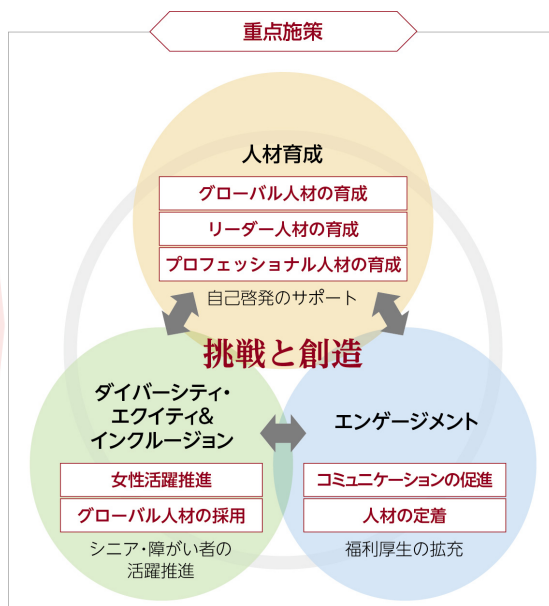 重点施策
人材育成
グローバル人材の育成
リーダー人材の育成
プロフェッショナル人材の育成
自己啓発のサポート
挑戦と創造
ダイバーシティ・
エクイティ&
インクルージョン
女性活躍推進
グローバル人材の採用
シニア・障がい者の
活躍推進
エンゲージメント
コミュニケーションの促進
人材の定着
福利厚生の拡充